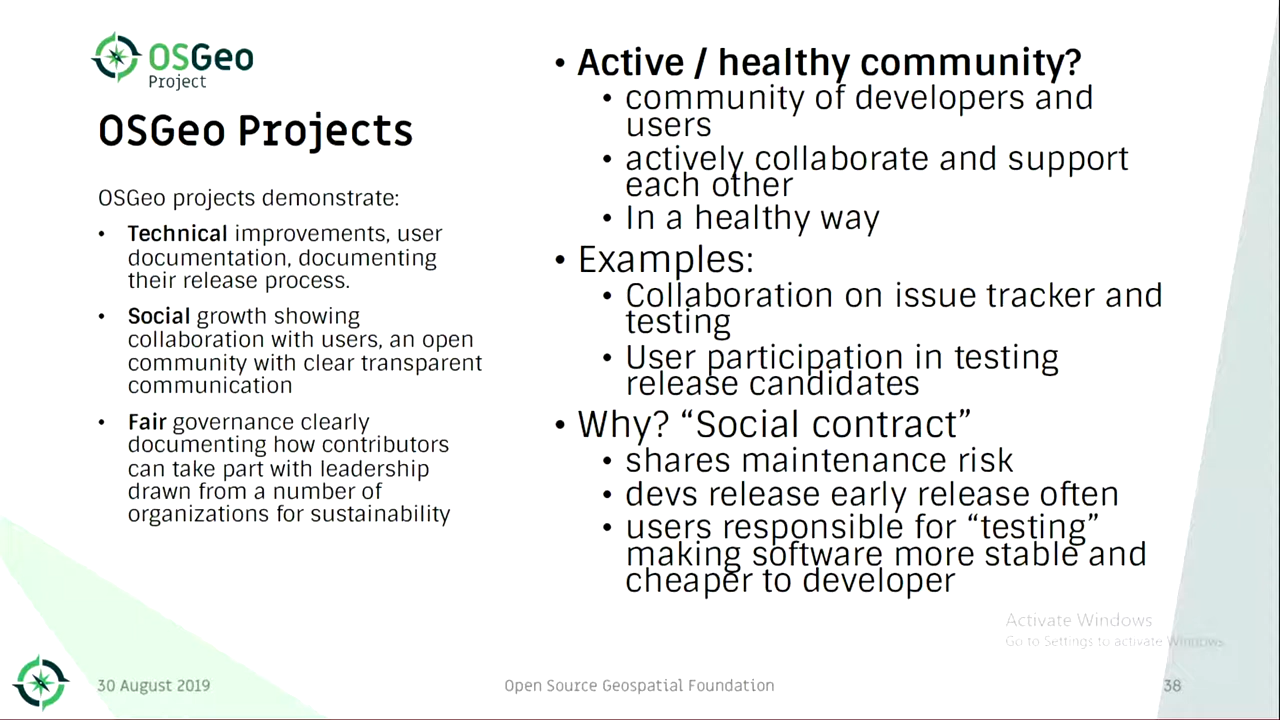 OSGeo
Project
OSGeo Projects
OSGeo projects demonstrate:
• Technical improvements, user
documentation, documenting
their release process.
• Social growth showing
collaboration with users, an open
community with clear transparent
communication
• Fair governance clearly
documenting how contributors
can take part with leadership
drawn from a number of
organizations for sustainability
• Active / healthy community?
• community of developers and
users
• actively collaborate and support
each other
• In a healthy way
• Examples:
• Collaboration on issue tracker and
testing
• User participation in testing
release candidates
• Why? “Social contract”
• shares maintenance risk
• devs release early release often
• users responsible for “testing”
making software more stable and
cheaper to developer
Activate Windows
Go to Settings to activate Windows.
30 August 2019
Open Source Geospatial Foundation
38